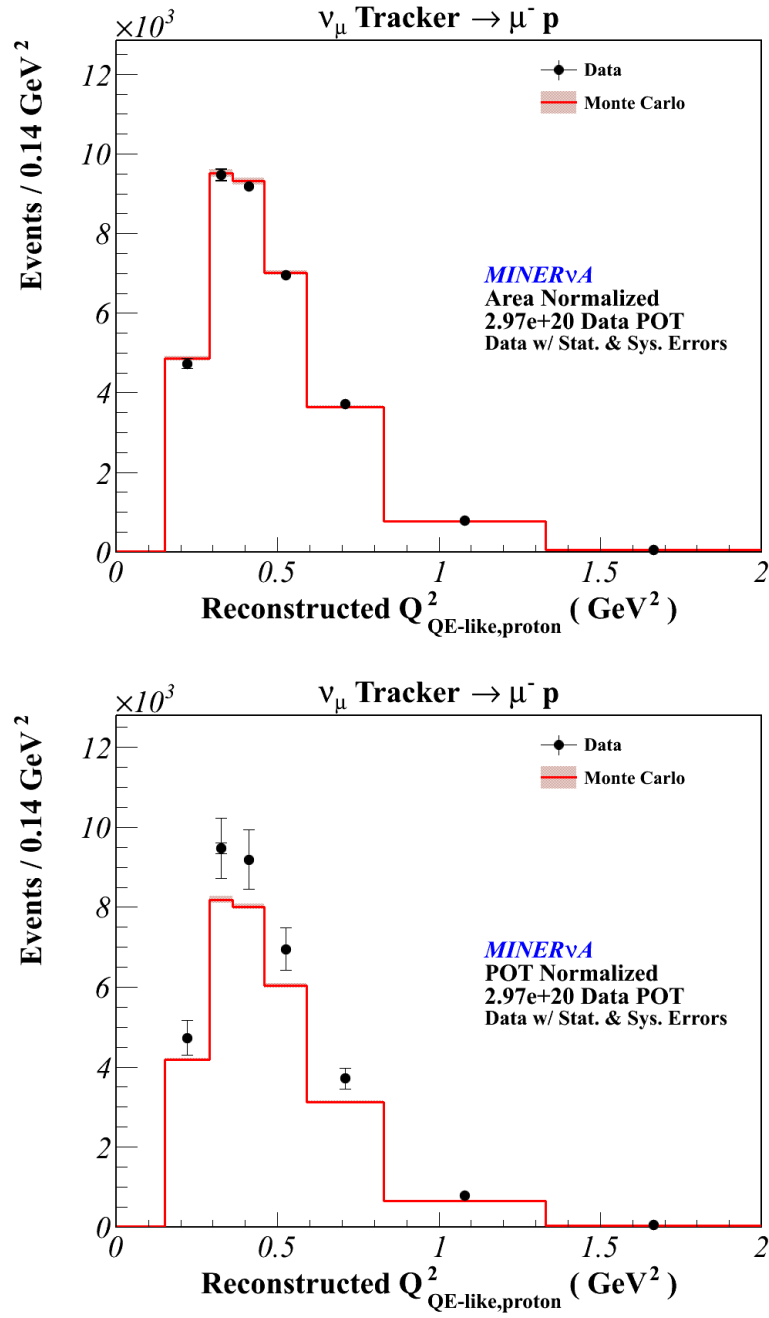 ν_μ Tracker → μ⁻ p
×10³
Events / 0.14 GeV²
12
10
8
6
4
2
0
Data
Monte Carlo
MINERνA
Area Normalized
2.97e+20 Data POT
Data w/ Stat. & Sys. Errors
0 0.5 1 1.5 2
Reconstructed Q²_QE-like,proton ( GeV² )
ν_μ Tracker → μ⁻ p
×10³
Events / 0.14 GeV²
12
10
8
6
4
2
0
Data
Monte Carlo
MINERνA
POT Normalized
2.97e+20 Data POT
Data w/ Stat. & Sys. Errors
0 0.5 1 1.5 2
Reconstructed Q²_QE-like,proton ( GeV² )